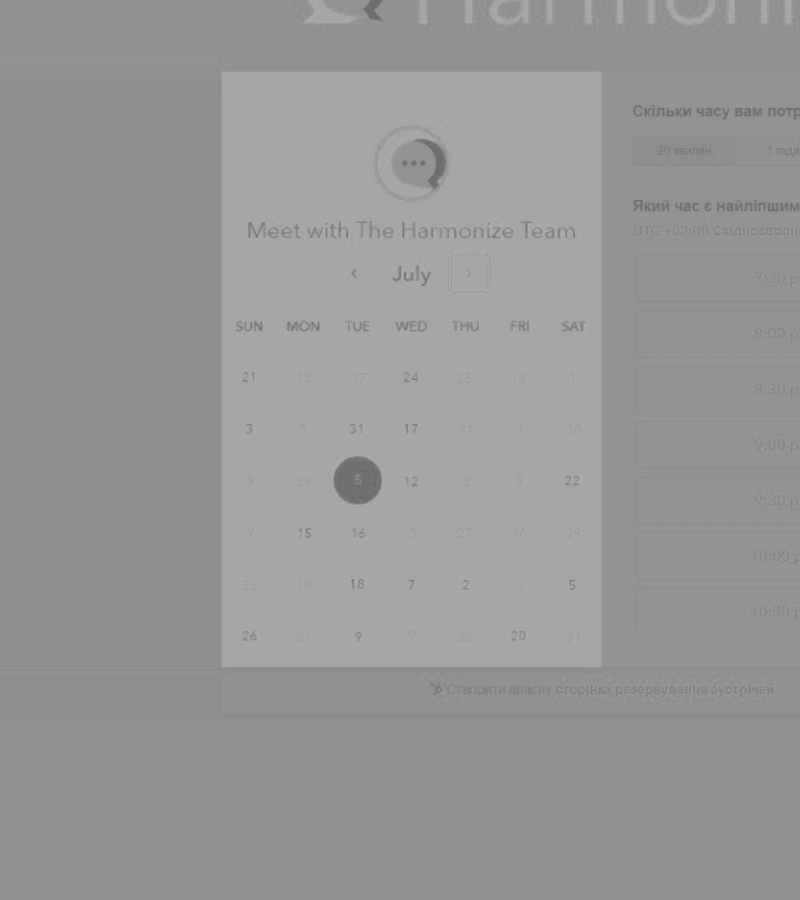 Harmoni
Meet with The Harmonize Team
July
SUN MON TUE WED THU FRI SAT
21 13 17 24 25 19 1
3 5 31 17 31 3 30
9 29 5 12 3 9 22
9 15 16 3 27 16 29
26 18 18 7 2 3 5
26 21 9 9 22 20 31
Скільки часу вам потр
30 хвилин 1 годи
Який час є найліпшим
UTC +03:00 Східноєвроп
7:30 p
8:00 p
8:30 p
9:00 p
9:30 p
10:00 p
10:30 p
Створити власну сторінка резервування зустрічей